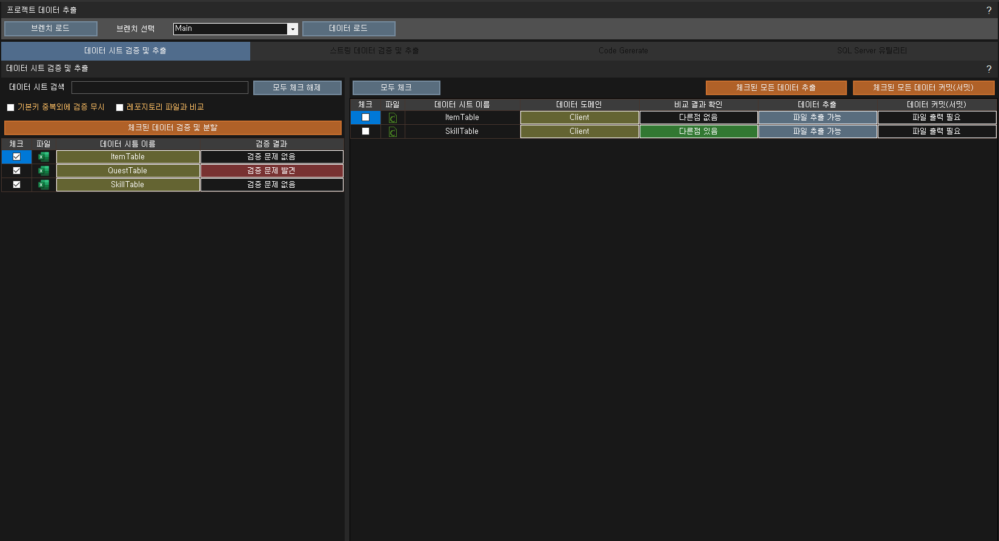 프로젝트 데이터 추출 ?
브렌치 로드 브렌치 선택 Main 데이터 로드
데이터 시트 검증 및 추출 스트링 데이터 검증 및 추출 Code Gererate SQL Server 유틸리티
데이터 시트 검증 및 추출 ?
데이터 시트 검색 모두 체크 해제
기본키 중복외에 검증 무시 레포지토리 파일과 비교
체크된 데이터 검증 및 분할
체크 파일 데이터 시틀 이름 검증 결과
ItemTable 검증 문제 없음
QuestTable 검증 문제 발견
SkillTable 검증 문제 없음
모두 체크 체크된 모든 데이터 추출 체크된 모든 데이터 커밋(서밋)
체크 파일 데이터 시트 이름 데이터 도메인 비교 결과 확인 데이터 추출 데이터 커밋(서밋)
ItemTable Client 다른점 없음 파일 추출 가능 파일 출력 필요
SkillTable Client 다른점 있음 파일 추출 가능 파일 출력 필요